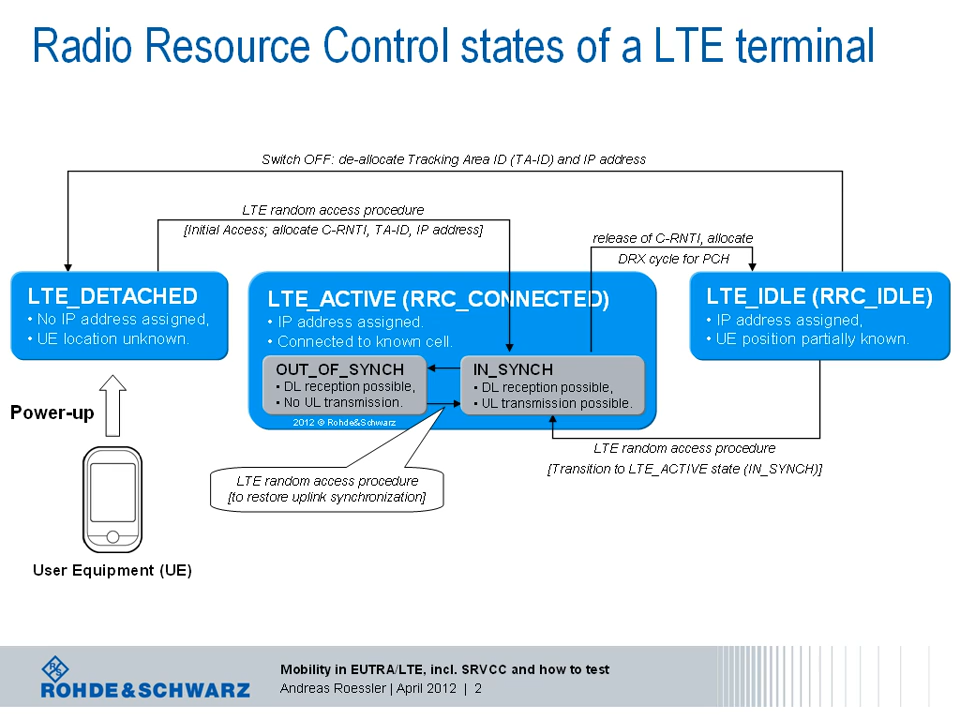 Radio Resource Control states of a LTE terminal
Switch OFF: de-allocate Tracking Area ID (TA-ID) and IP address
LTE random access procedure
[Initial Access; allocate C-RNTI, TA-ID, IP address]
release of C-RNTI, allocate
DRX cycle for PCH
LTE_DETACHED
• No IP address assigned,
• UE location unknown.
LTE_ACTIVE (RRC_CONNECTED)
• IP address assigned.
• Connected to known cell.
OUT_OF_SYNCH
▪ DL reception possible,
▪ No UL transmission.
IN_SYNCH
▪ DL reception possible,
▪ UL transmission possible.
2012 © Rohde&Schwarz
LTE_IDLE (RRC_IDLE)
• IP address assigned,
• UE position partially known.
Power-up
LTE random access procedure
[Transition to LTE_ACTIVE state (IN_SYNCH)]
LTE random access procedure
[to restore uplink synchronization]
User Equipment (UE)
R S
ROHDE&SCHWARZ
Mobility in EUTRA/LTE, incl. SRVCC and how to test
Andreas Roessler | April 2012 | 2